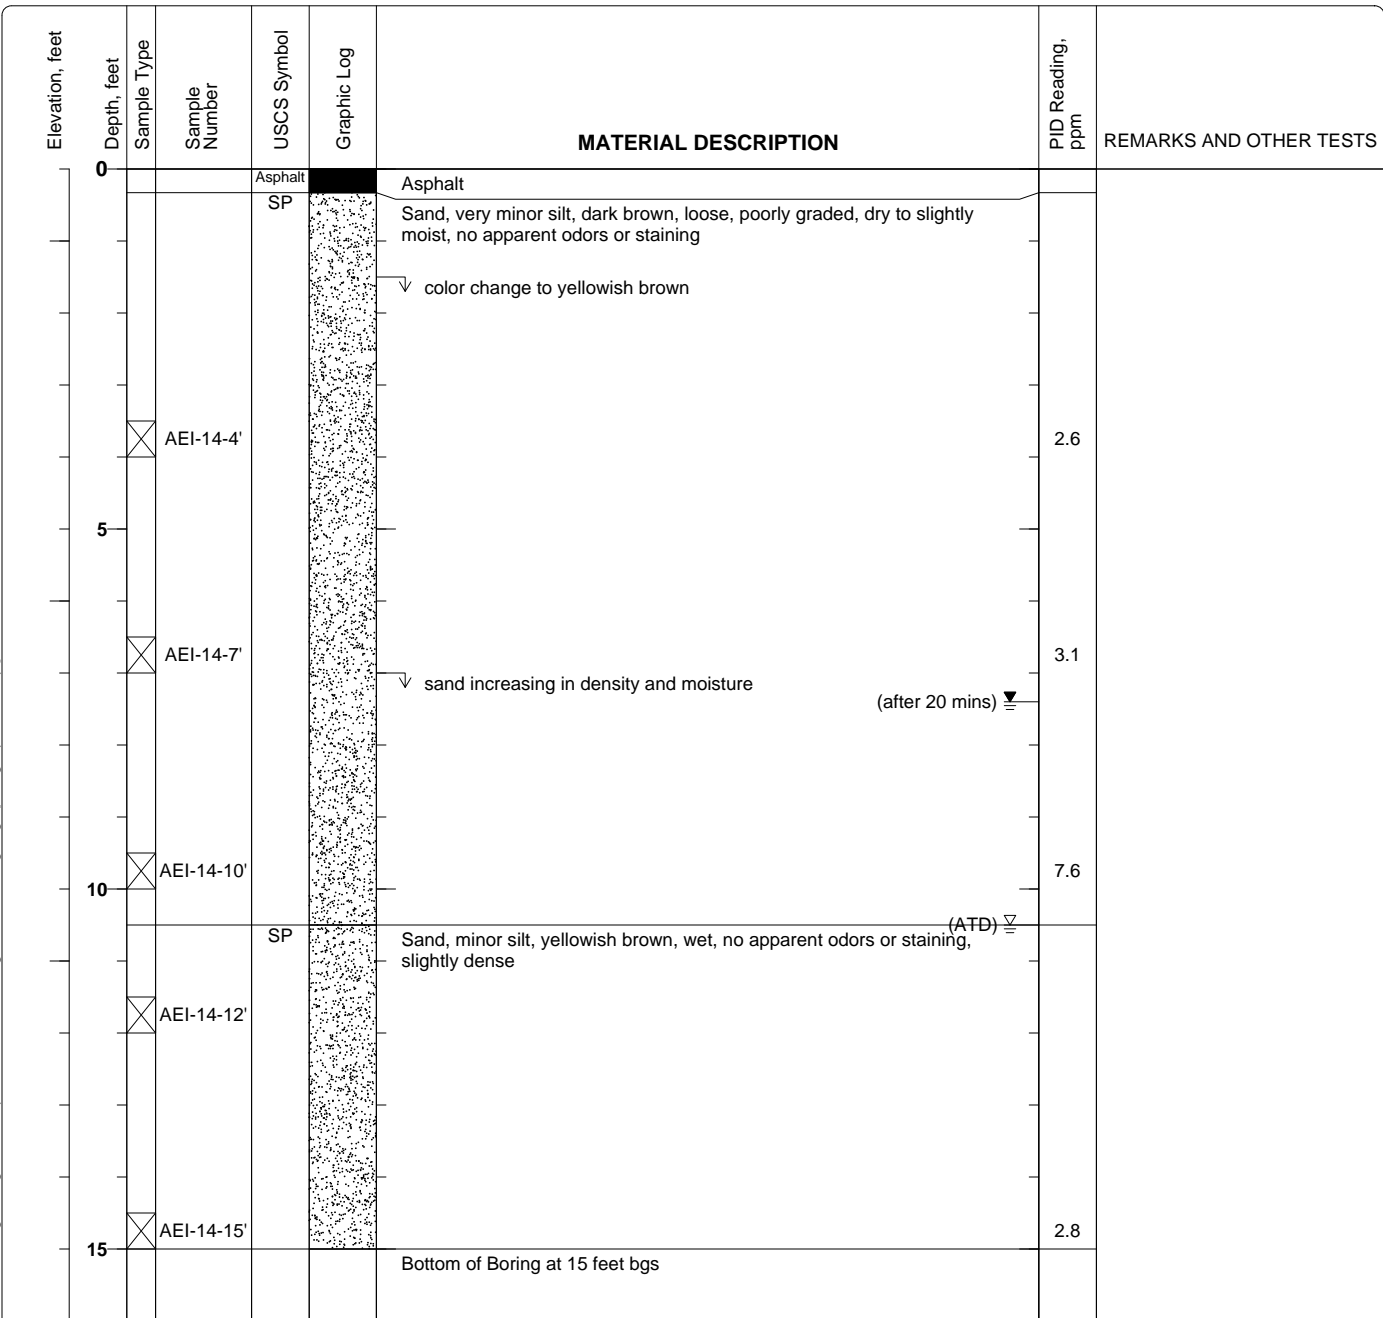 Elevation, feet
Depth, feet
Sample Type
Sample
Number
USCS Symbol
Graphic Log
MATERIAL DESCRIPTION
PID Reading,
ppm
REMARKS AND OTHER TESTS
0
Asphalt
Asphalt
SP
Sand, very minor silt, dark brown, loose, poorly graded, dry to slightly
moist, no apparent odors or staining
color change to yellowish brown
AEI-14-4'
2.6
5
AEI-14-7'
3.1
sand increasing in density and moisture
(after 20 mins)
AEI-14-10'
7.6
10
(ATD)
SP
Sand, minor silt, yellowish brown, wet, no apparent odors or staining,
slightly dense
AEI-14-12'
AEI-14-15'
2.8
15
Bottom of Boring at 15 feet bgs